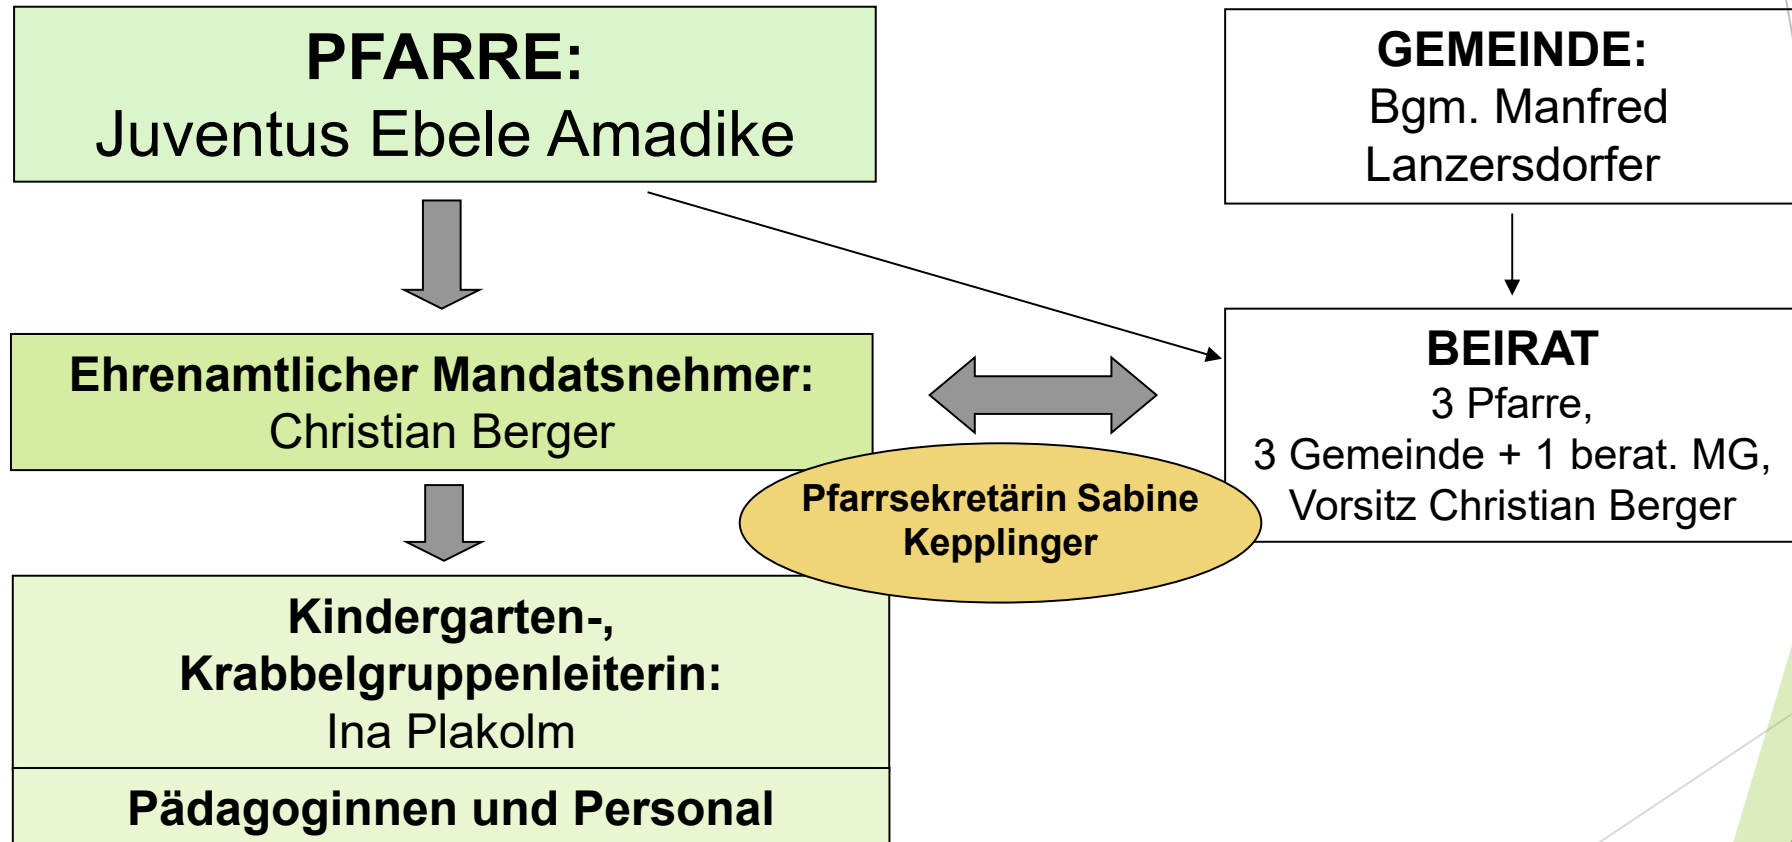 PFARRE:
Juventus Ebele Amadike
GEMEINDE:
Bgm. Manfred
Lanzersdorfer
Ehrenamtlicher Mandatsnehmer:
Christian Berger
BEIRAT
3 Pfarre,
3 Gemeinde + 1 berat. MG,
Vorsitz Christian Berger
Pfarrsekretärin Sabine
Kepplinger
Kindergarten-,
Krabbelgruppenleiterin:
Ina Plakolm
Pädagoginnen und Personal